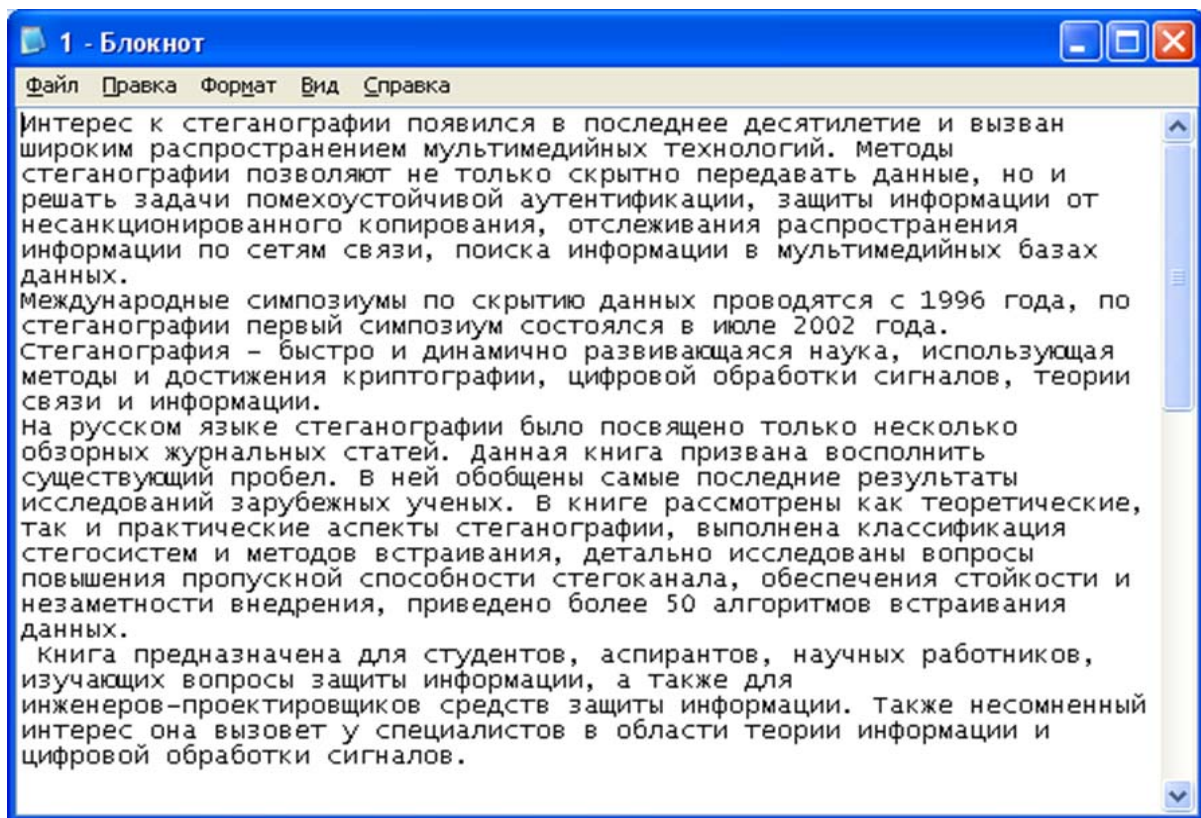 1 - Блокнот
Файл Правка Формат Вид Справка
Интерес к стеганографии появился в последнее десятилетие и вызван
широким распространением мультимедийных технологий. Методы
стеганографии позволяют не только скрытно передавать данные, но и
решать задачи помехоустойчивой аутентификации, защиты информации от
несанкционированного копирования, отслеживания распространения
информации по сетям связи, поиска информации в мультимедийных базах
данных.
Международные симпозиумы по скрытию данных проводятся с 1996 года, по
стеганографии первый симпозиум состоялся в июле 2002 года.
Стеганография – быстро и динамично развивающаяся наука, использующая
методы и достижения криптографии, цифровой обработки сигналов, теории
связи и информации.
На русском языке стеганографии было посвящено только несколько
обзорных журнальных статей. Данная книга призвана восполнить
существующий пробел. В ней обобщены самые последние результаты
исследований зарубежных ученых. В книге рассмотрены как теоретические,
так и практические аспекты стеганографии, выполнена классификация
стегосистем и методов встраивания, детально исследованы вопросы
повышения пропускной способности стегоканала, обеспечения стойкости и
незаметности внедрения, приведено более 50 алгоритмов встраивания
данных.
Книга предназначена для студентов, аспирантов, научных работников,
изучающих вопросы защиты информации, а также для
инженеров-проектировщиков средств защиты информации. Также несомненный
интерес она вызовет у специалистов в области теории информации и
цифровой обработки сигналов.